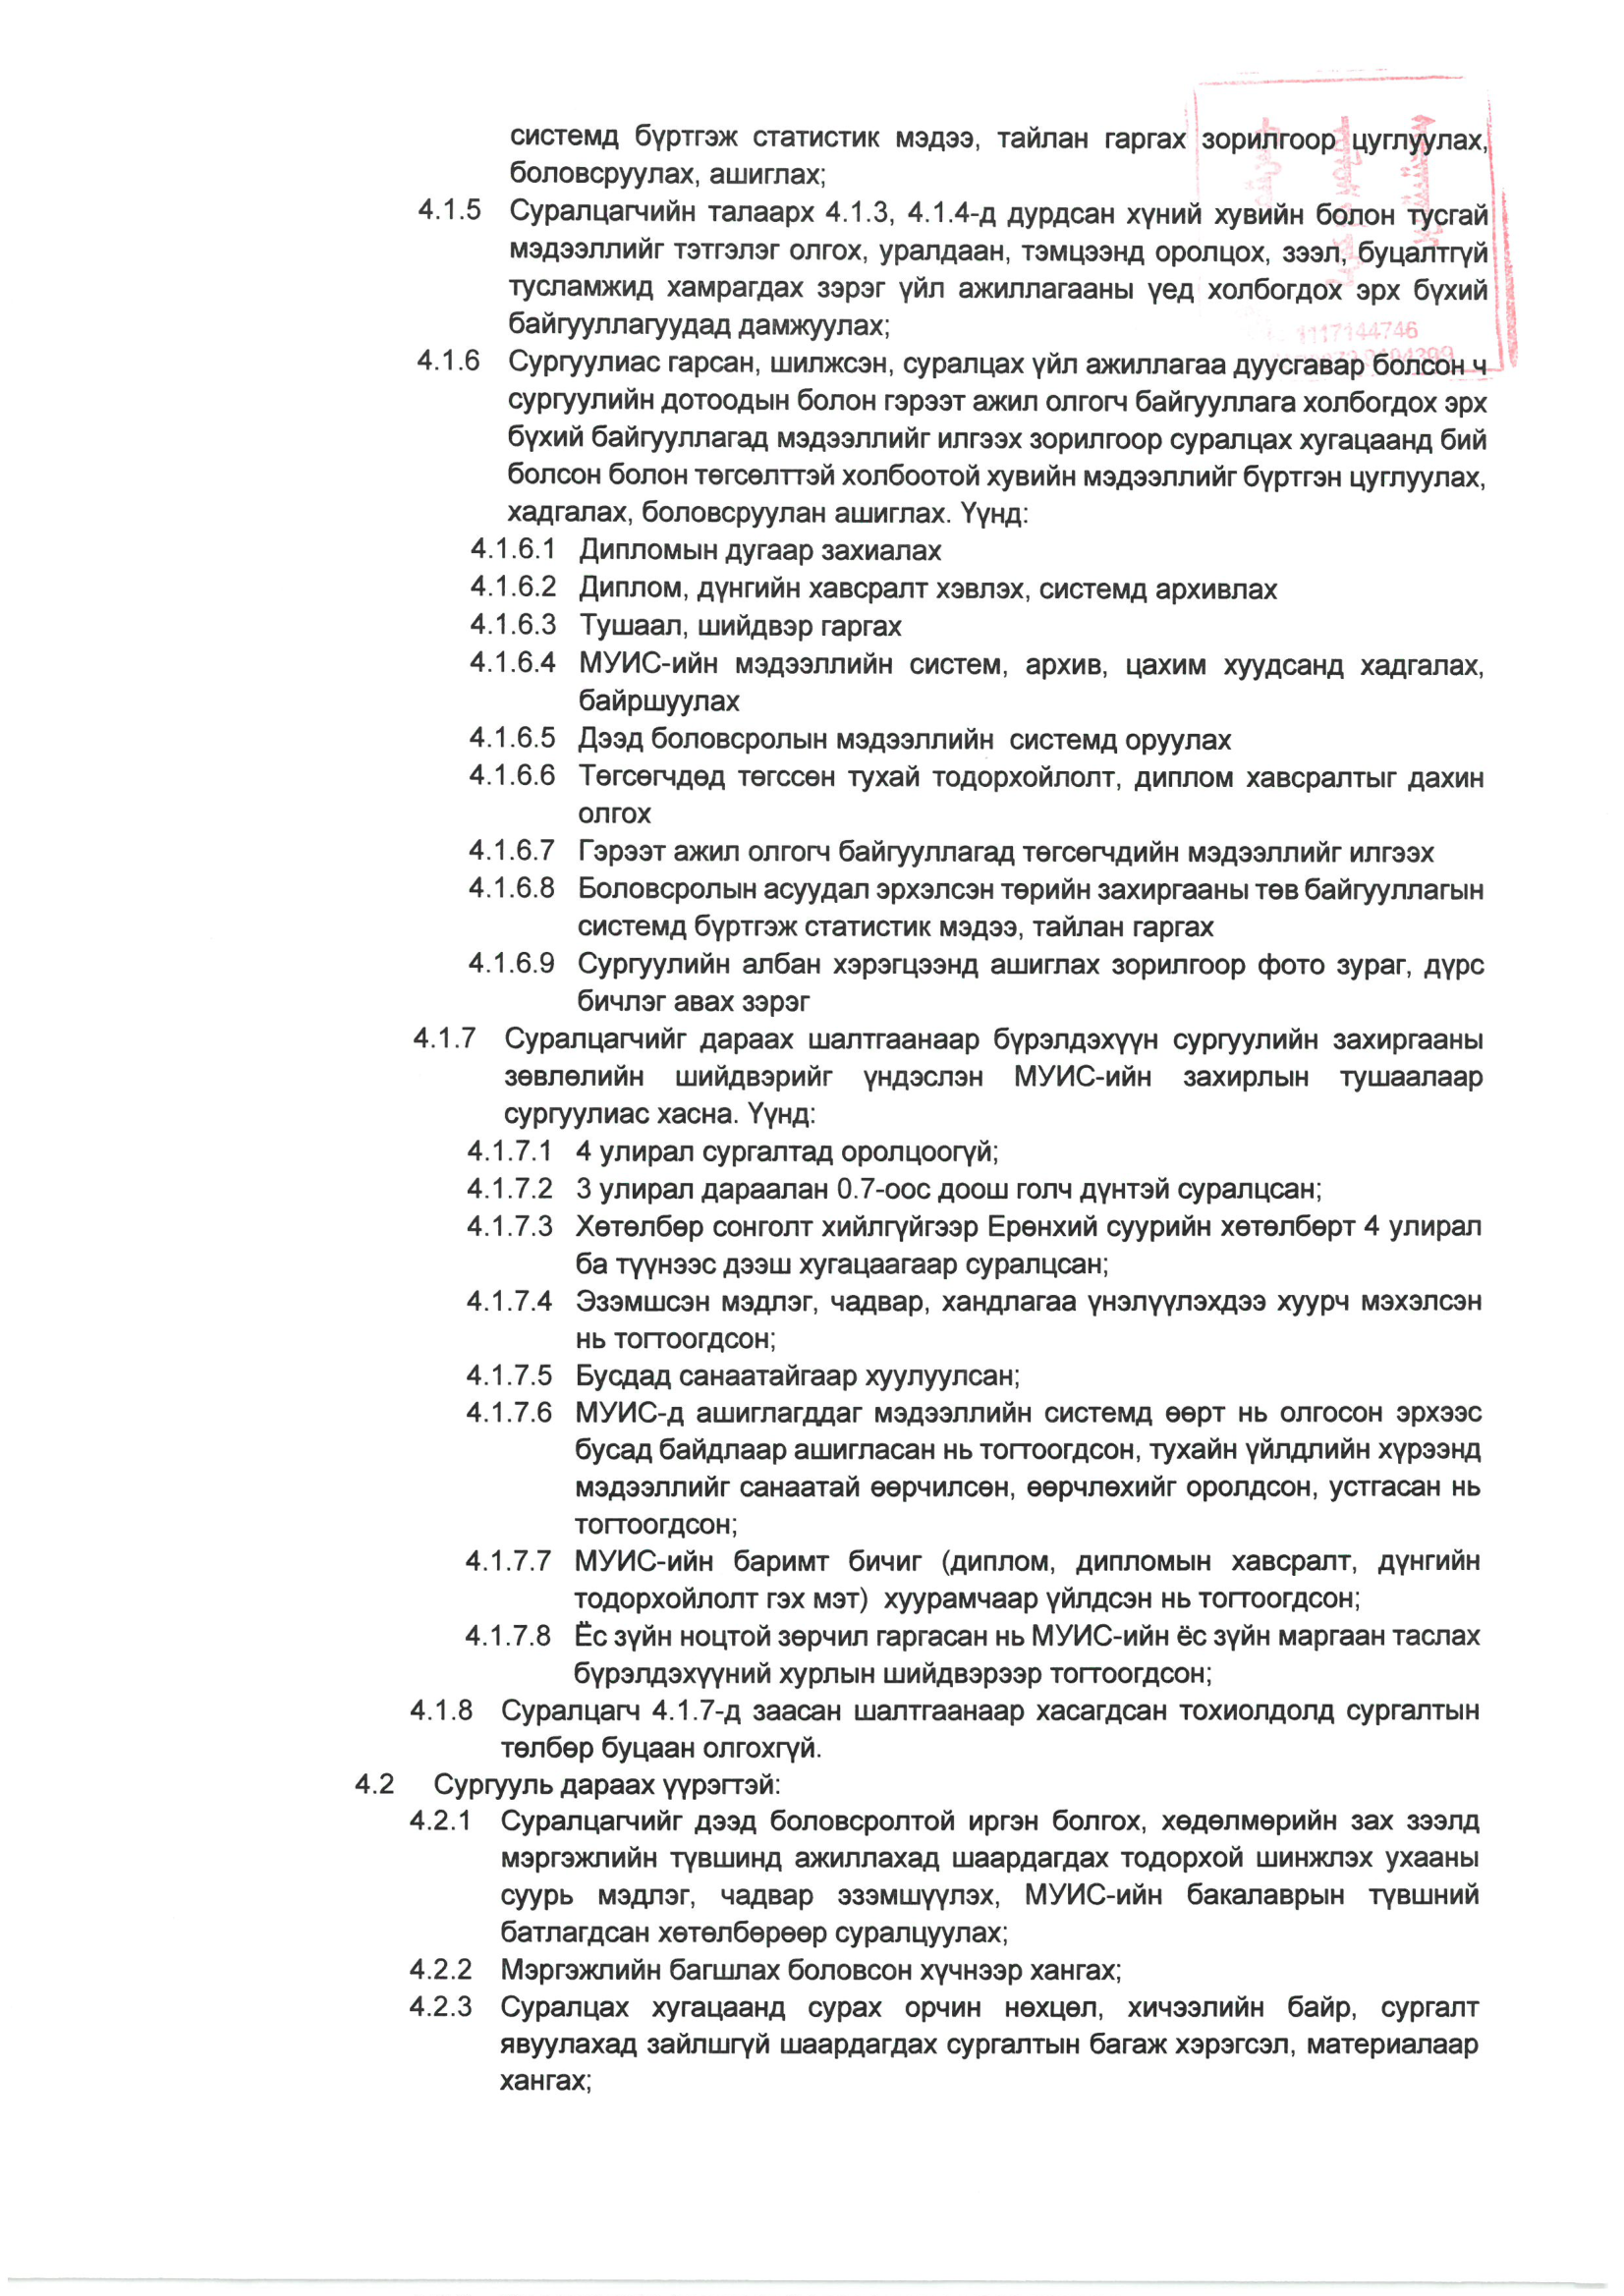 системд бүртгэж статистик мэдээ, тайлан гаргах зорилгоор цуглуулах,
боловсруулах, ашиглах;
4.1.5 Суралцагчийн талаарх 4.1.3, 4.1.4-д дурдсан хүний хувийн болон тусгай
мэдээллийг тэтгэлэг олгох, уралдаан, тэмцээнд оролцох, зээл, буцалтгүй
тусламжид хамрагдах зэрэг үйл ажиллагааны үед холбогдох эрх бүхий
байгууллагуудад дамжуулах;
1117144746
4.1.6 Сургуулиас гарсан, шилжсэн, суралцах үйл ажиллагаа дуусгавар болсон ч
сургуулийн дотоодын болон гэрээт ажил олгогч байгууллага холбогдох эрх
бүхий байгууллагад мэдээллийг илгээх зорилгоор суралцах хугацаанд бий
болсон болон төгсөлттэй холбоотой хувийн мэдээллийг бүртгэн цуглуулах,
хадгалах, боловсруулан ашиглах. Үүнд:
4.1.6.1 Дипломын дугаар захиалах
4.1.6.2 Диплом, дүнгийн хавсралт хэвлэх, системд архивлах
4.1.6.3 Тушаал, шийдвэр гаргах
4.1.6.4 МУИС-ийн мэдээллийн систем, архив, цахим хуудсанд хадгалах,
байршуулах
4.1.6.5 Дээд боловсролын мэдээллийн системд оруулах
4.1.6.6 Төгсөгчдөд төгссөн тухай тодорхойлолт, диплом хавсралтыг дахин
олгох
4.1.6.7 Гэрээт ажил олгогч байгууллагад төгсөгчдийн мэдээллийг илгээх
4.1.6.8 Боловсролын асуудал эрхэлсэн төрийн захиргааны төв байгууллагын
системд бүртгэж статистик мэдээ, тайлан гаргах
4.1.6.9 Сургуулийн албан хэрэгцээнд ашиглах зорилгоор фото зураг, дүрс
бичлэг авах зэрэг
4.1.7 Суралцагчийг дараах шалтгаанаар бүрэлдэхүүн сургуулийн захиргааны
зөвлөлийн шийдвэрийг үндэслэн МУИС-ийн захирлын тушаалаар
сургуулиас хасна. Үүнд:
4.1.7.1 4 улирал сургалтад оролцоогүй;
4.1.7.2 3 улирал дараалан 0.7-оос доош голч дүнтэй суралцсан;
4.1.7.3 Хөтөлбөр сонголт хийлгүйгээр Ерөнхий суурийн хөтөлбөрт 4 улирал
ба түүнээс дээш хугацаагаар суралцсан;
4.1.7.4 Эзэмшсэн мэдлэг, чадвар, хандлагаа үнэлүүлэхдээ хуурч мэхэлсэн
нь тогтоогдсон;
4.1.7.5 Бусдад санаатайгаар хуулуулсан;
4.1.7.6 МУИС-д ашиглагддаг мэдээллийн системд өөрт нь олгосон эрхээс
бусад байдлаар ашигласан нь тогтоогдсон, тухайн үйлдлийн хүрээнд
мэдээллийг санаатай өөрчилсөн, өөрчлөхийг оролдсон, устгасан нь
тогтоогдсон;
4.1.7.7 МУИС-ийн баримт бичиг (диплом, дипломын хавсралт, дүнгийн
тодорхойлолт гэх мэт) хуурамчаар үйлдсэн нь тогтоогдсон;
4.1.7.8 Ёс зүйн ноцтой зөрчил гаргасан нь МУИС-ийн ёс зүйн маргаан таслах
бүрэлдэхүүний хурлын шийдвэрээр тогтоогдсон;
4.1.8 Суралцагч 4.1.7-д заасан шалтгаанаар хасагдсан тохиолдолд сургалтын
төлбөр буцаан олгохгүй.
4.2 Сургууль дараах үүрэгтэй:
4.2.1 Суралцагчийг дээд боловсролтой иргэн болгох, хөдөлмөрийн зах зээлд
мэргэжлийн түвшинд ажиллахад шаардагдах тодорхой шинжлэх ухааны
суурь мэдлэг, чадвар эзэмшүүлэх, МУИС-ийн бакалаврын түвшний
батлагдсан хөтөлбөрөөр суралцуулах;
4.2.2 Мэргэжлийн багшлах боловсон хүчнээр хангах;
4.2.3 Суралцах хугацаанд сурах орчин нөхцөл, хичээлийн байр, сургалт
явуулахад зайлшгүй шаардагдах сургалтын багаж хэрэгсэл, материалаар
хангах;